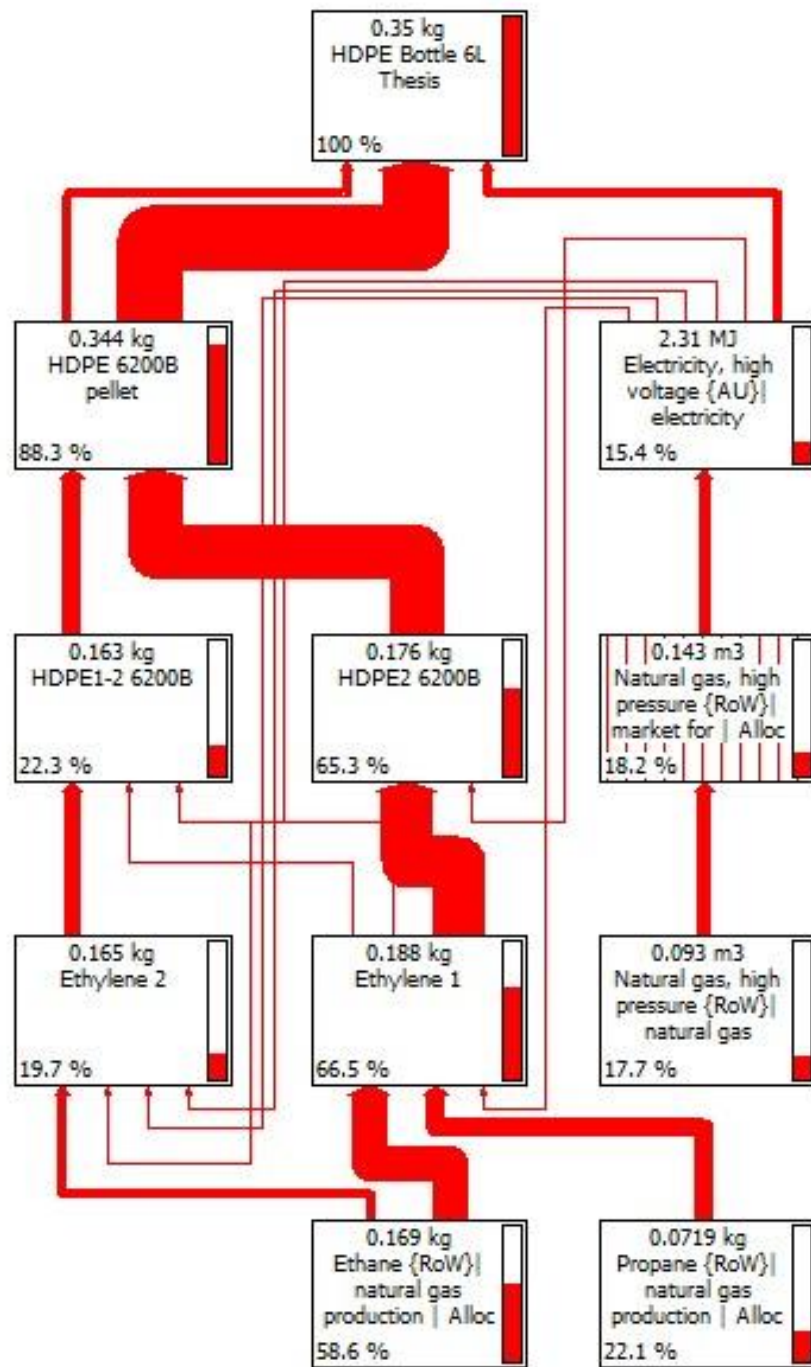 0.35 kg
HDPE Bottle 6L
Thesis
100 %
0.344 kg
HDPE 6200B
pellet
88.3 %
2.31 MJ
Electricity, high
voltage {AU}|
electricity
15.4 %
0.163 kg
HDPE1-2 6200B
22.3 %
0.176 kg
HDPE2 6200B
65.3 %
0.143 m3
Natural gas, high
pressure {RoW}|
market for | Alloc
18.2 %
0.165 kg
Ethylene 2
19.7 %
0.188 kg
Ethylene 1
66.5 %
0.093 m3
Natural gas, high
pressure {RoW}|
natural gas
17.7 %
0.169 kg
Ethane {RoW}|
natural gas
production | Alloc
58.6 %
0.0719 kg
Propane {RoW}|
natural gas
production | Alloc
22.1 %